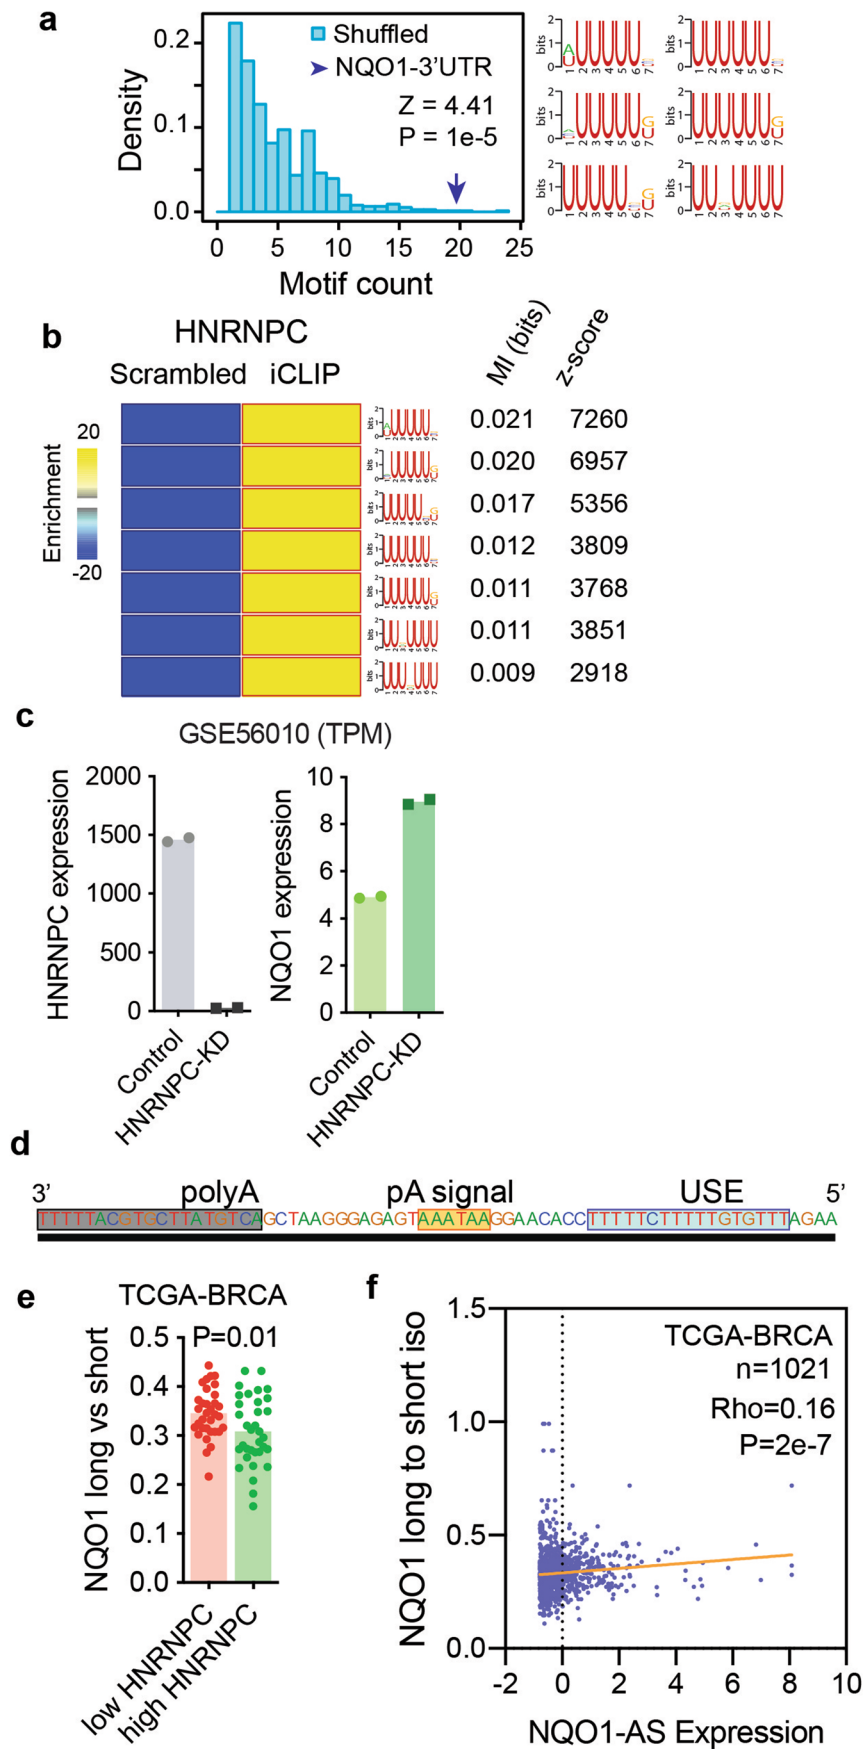 a
Density
0.2
0.1
0.0
0 5 10 15 20 25
Motif count
Shuffled
NQO1-3'UTR
Z = 4.41
P = 1e-5
b
HNRNPC
Scrambled iCLIP
MI (bits) z-score
Enrichment
20
-20
0.021 7260
0.020 6957
0.017 5356
0.012 3809
0.011 3768
0.011 3851
0.009 2918
c
GSE56010 (TPM)
HNRNPC expression
2000
1500
1000
500
0
Control
HNRNPC-KD
NQO1 expression
10
8
6
4
2
0
Control
HNRNPC-KD
d
3' polyA pA signal USE 5'
TTTTTACGTGCTTATGTCAGCTAAGGGAGAGTAAATAAGGAACACCTTTTTCTTTTTGTGTTTAGAA
e
TCGA-BRCA
P=0.01
NQO1 long vs short
0.5
0.4
0.3
0.2
0.1
0.0
low HNRNPC
high HNRNPC
f
NQO1 long to short iso
1.5
1.0
0.5
0.0
TCGA-BRCA
n=1021
Rho=0.16
P=2e-7
-2 0 2 4 6 8 10
NQO1-AS Expression